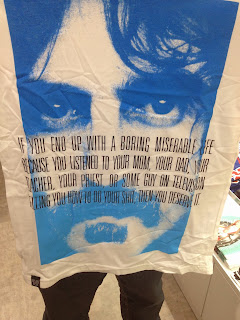 IF YOU END UP WITH A BORING MISERABLE LIFE
BECAUSE YOU LISTENED TO YOUR MUM, YOUR DAD, YOUR
TEACHER, YOUR PRIEST, OR SOME GUY ON TELEVISION
TELLING YOU HOW TO DO YOUR SHIT, THEN YOU DESERVE IT.